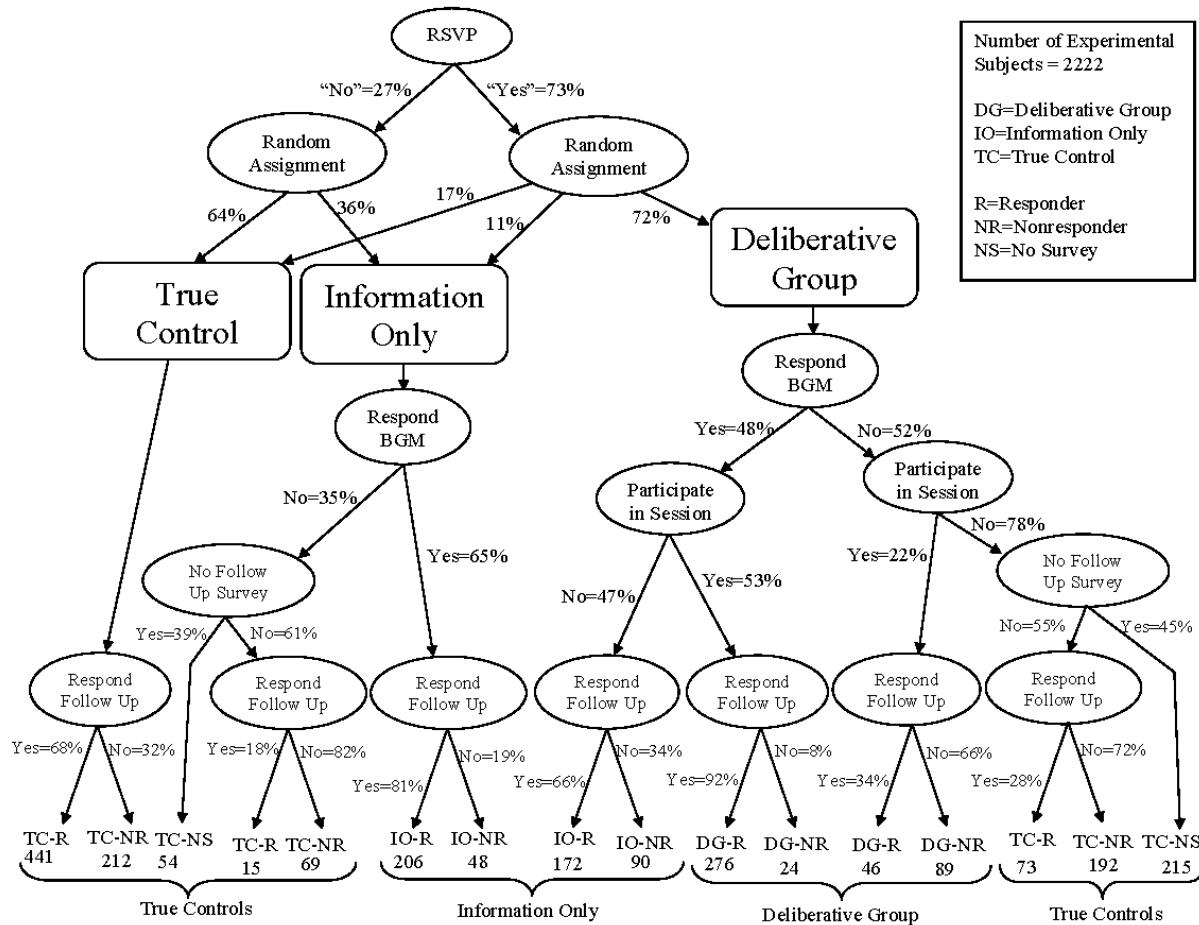 RSVP
Number of Experimental
Subjects = 2222
DG=Deliberative Group
IO=Information Only
TC=True Control
R=Responder
NR=Nonresponder
NS=No Survey
“No”=27%
“Yes”=73%
Random
Assignment
Random
Assignment
64%
36%
17%
11%
72%
True
Control
Information
Only
Deliberative
Group
Respond
BGM
Respond
BGM
Yes=48%
No=52%
Participate
in Session
Participate
in Session
No=35%
Yes=65%
No=47%
Yes=53%
Yes=22%
No=78%
No Follow
Up Survey
No Follow
Up Survey
Yes=39%
No=61%
No=55%
Yes=45%
Respond
Follow Up
Respond
Follow Up
Respond
Follow Up
Respond
Follow Up
Respond
Follow Up
Respond
Follow Up
Respond
Follow Up
Yes=68%
No=32%
Yes=18%
No=82%
Yes=81%
No=19%
Yes=66%
No=34%
Yes=92%
No=8%
Yes=34%
No=66%
Yes=28%
No=72%
TC-R
441
TC-NR
212
TC-NS
54
TC-R
15
TC-NR
69
IO-R
206
IO-NR
48
IO-R
172
IO-NR
90
DG-R
276
DG-NR
24
DG-R
46
DG-NR
89
TC-R
73
TC-NR
192
TC-NS
215
True Controls
Information Only
Deliberative Group
True Controls